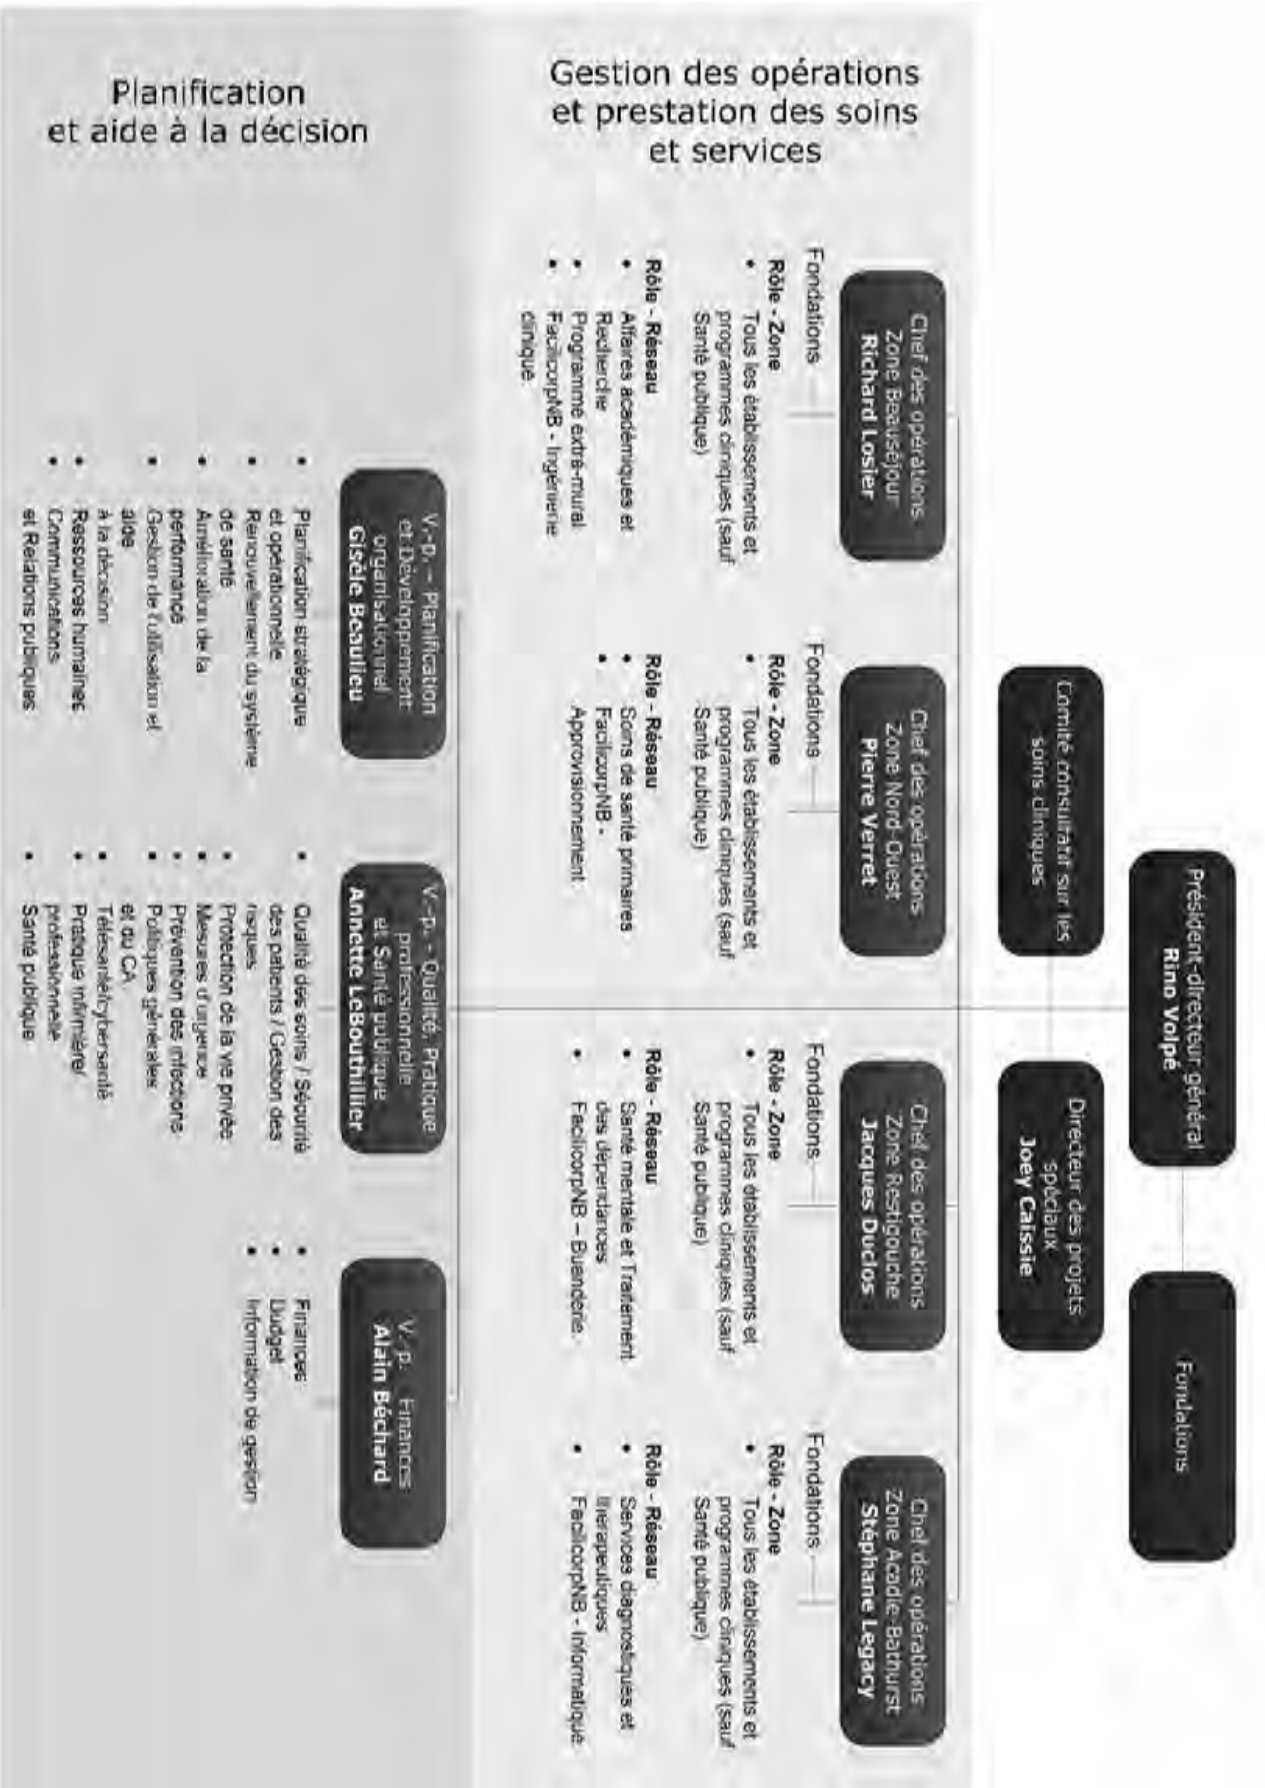 Président-directeur général
Rino Volpé
Fondations
Comité consultatif sur les
soins cliniques
Directeur des projets
spéciaux
Joey Caissie
Gestion des opérations
et prestation des soins
et services
Chef des opérations
Zone Beauséjour
Richard Losier
Fondations
Rôle - Zone
• Tous les établissements et
programmes cliniques (sauf
Santé publique)
Rôle - Réseau
• Affaires académiques et
Recherche
• Programme extra-mural
• FacilicorpNB - Ingénierie
clinique
Chef des opérations
Zone Nord-Ouest
Pierre Verret
Fondations
Rôle - Zone
• Tous les établissements et
programmes cliniques (sauf
Santé publique)
Rôle - Réseau
• Soins de santé primaires
• FacilicorpNB -
Approvisionnement
Chef des opérations
Zone Restigouche
Jacques Duclos
Fondations
Rôle - Zone
• Tous les établissements et
programmes cliniques (sauf
Santé publique)
Rôle - Réseau
• Santé mentale et Traitement
des dépendances
• FacilicorpNB – Buanderie
Chef des opérations
Zone Acadie-Bathurst
Stéphane Legacy
Fondations
Rôle - Zone
• Tous les établissements et
programmes cliniques (sauf
Santé publique)
Rôle - Réseau
• Services diagnostiques et
thérapeutiques
• FacilicorpNB - Informatique
Planification
et aide à la décision
V.-p. – Planification
et Développement
organisationnel
Gisèle Beaulieu
• Planification stratégique
et opérationnelle
• Renouvellement du système
de santé
• Amélioration de la
performance
• Gestion de l'utilisation et
aide
à la décision
• Ressources humaines
• Communications
et Relations publiques
V.-p. - Qualité, Pratique
professionnelle
et Santé publique
Annette LeBouthillier
• Qualité des soins / Sécurité
des patients / Gestion des
risques
• Protection de la vie privée
• Mesures d'urgence
• Prévention des infections
• Politiques générales
et du CA
• Télésanté/cybersanté
• Pratique infirmière/
professionnelle
• Santé publique
V.-p. Finances
Alain Béchard
• Finances
• Budget
• Information de gestion